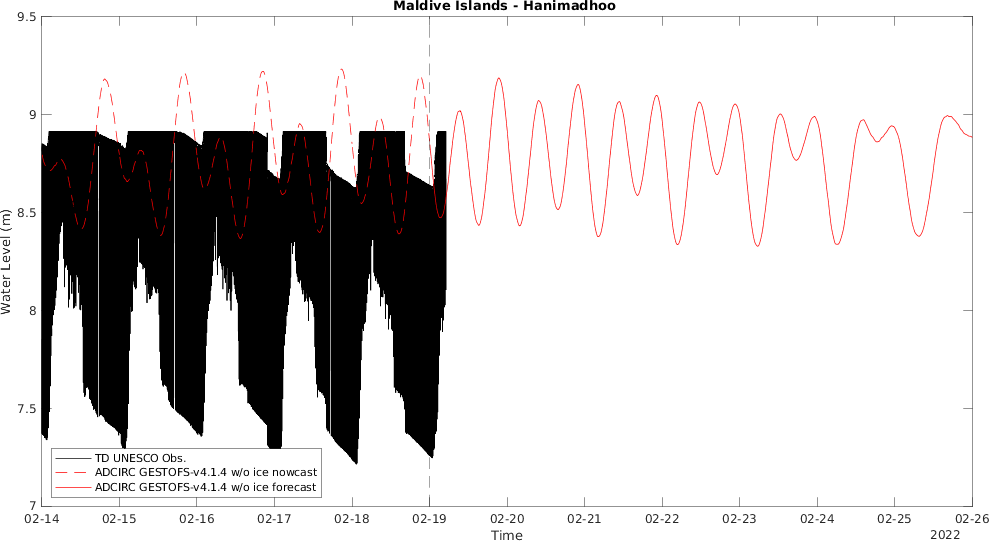 Maldive Islands - Hanimadhoo
9.5
9
8.5
8
7.5
7
Water Level (m)
TD UNESCO Obs.
ADCIRC GESTOFS-v4.1.4 w/o ice nowcast
ADCIRC GESTOFS-v4.1.4 w/o ice forecast
02-14 02-15 02-16 02-17 02-18 02-19 02-20 02-21 02-22 02-23 02-24 02-25 02-26
Time
2022